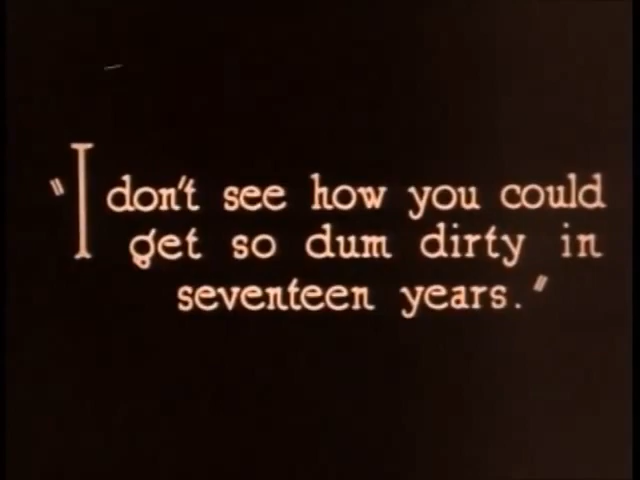 "I don't see how you could
get so dum dirty in
seventeen years."